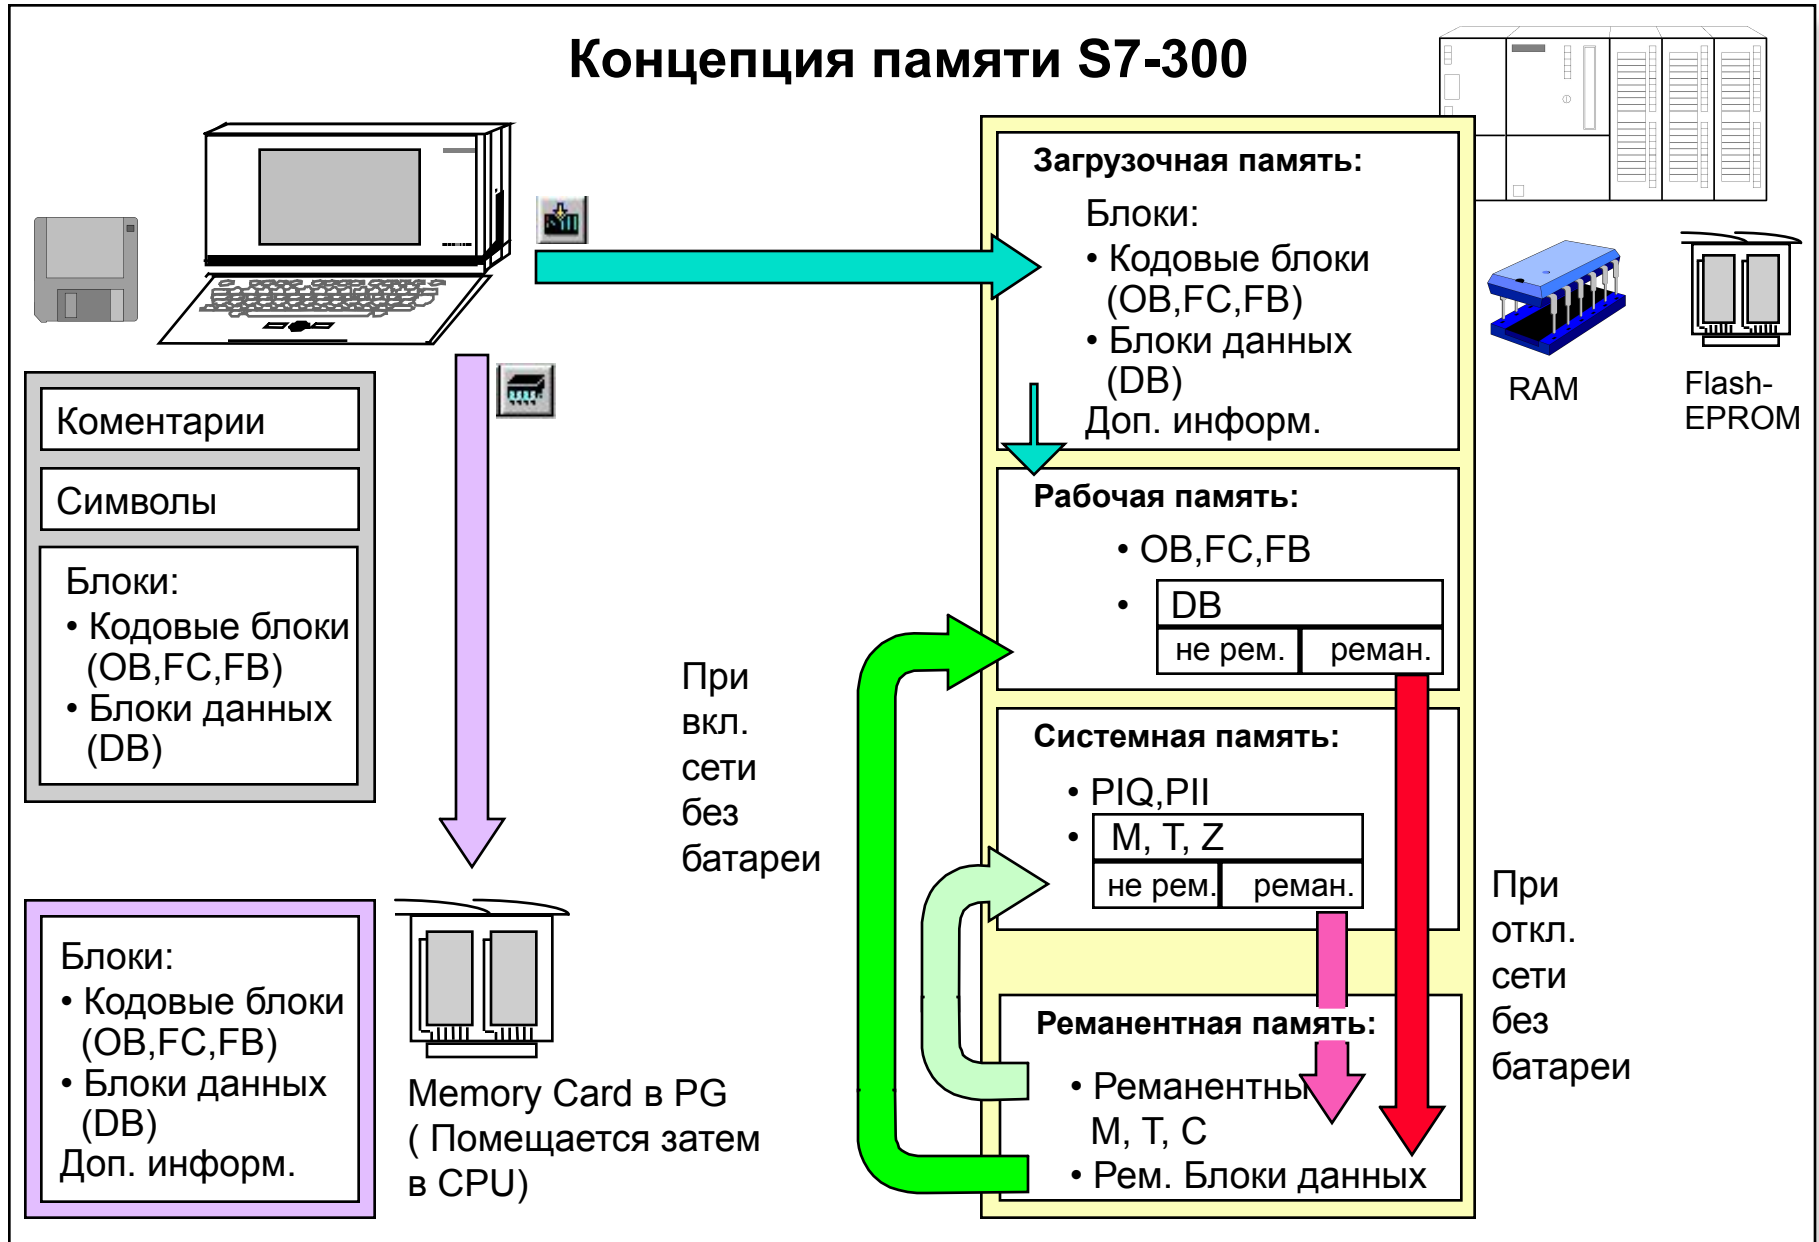 Концепция памяти S7-300
Загрузочная память:
Блоки:
• Кодовые блоки
(OB,FC,FB)
• Блоки данных
(DB)
Доп. информ.
RAM
Flash-
EPROM
Коментарии
Символы
Блоки:
• Кодовые блоки
(OB,FC,FB)
• Блоки данных
(DB)
Рабочая память:
• OB,FC,FB
• DB
не рем.
реман.
При
вкл.
сети
без
батареи
Системная память:
• PIQ,PII
• M, T, Z
не рем.
реман.
При
откл.
сети
без
батареи
Блоки:
• Кодовые блоки
(OB,FC,FB)
• Блоки данных
(DB)
Доп. информ.
Memory Card в PG
( Помещается затем
в CPU)
Реманентная память:
• Реманентны
M, T, C
• Рем. Блоки данных